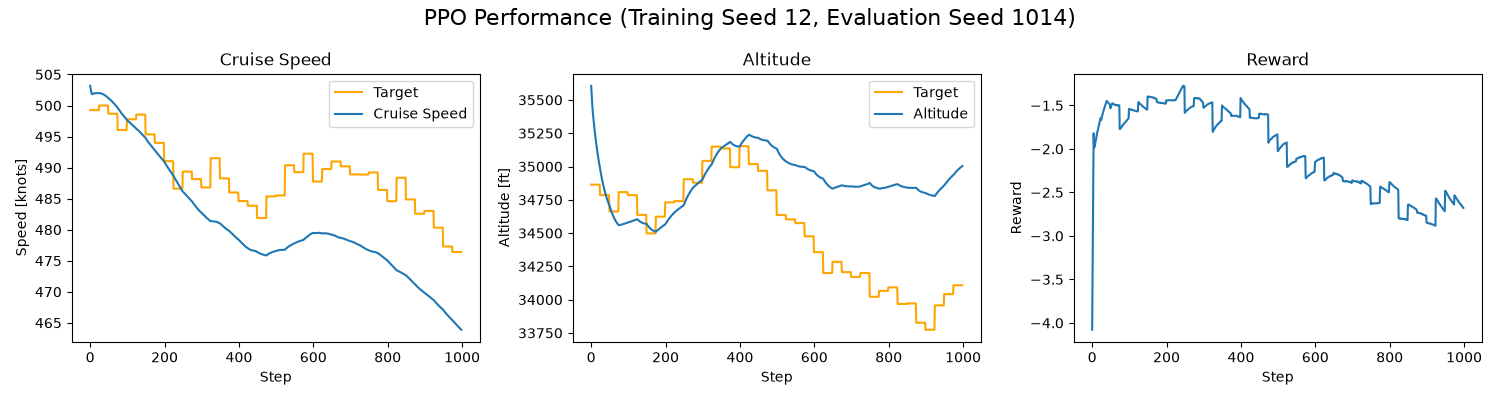 PPO Performance (Training Seed 12, Evaluation Seed 1014)
Cruise Speed
Speed [knots]
505
500
495
490
485
480
475
470
465
0
200
400
600
800
1000
Step
Target
Cruise Speed
Altitude
Altitude [ft]
35500
35250
35000
34750
34500
34250
34000
33750
0
200
400
600
800
1000
Step
Target
Altitude
Reward
Reward
−1.5
−2.0
−2.5
−3.0
−3.5
−4.0
0
200
400
600
800
1000
Step